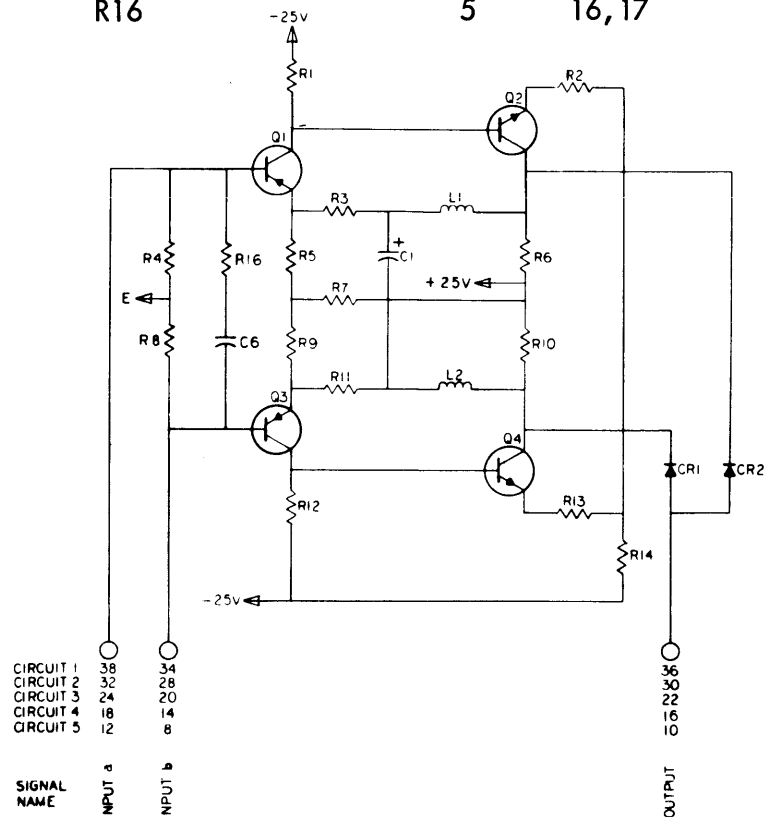 R16 5 16,17
-25V
R1
R2
Q2
Q1
R3
L1
R4
R16
R5
+
C1
R6
E
R7
+25V
R8
C6
R9
R10
R11
L2
Q3
Q4
CR1
CR2
R12
R13
R14
-25V
CIRCUIT 1 38 34 36
CIRCUIT 2 32 28 30
CIRCUIT 3 24 20 22
CIRCUIT 4 18 14 16
CIRCUIT 5 12 8 10
SIGNAL
NAME
NPUT a
NPUT b
OUTPUT